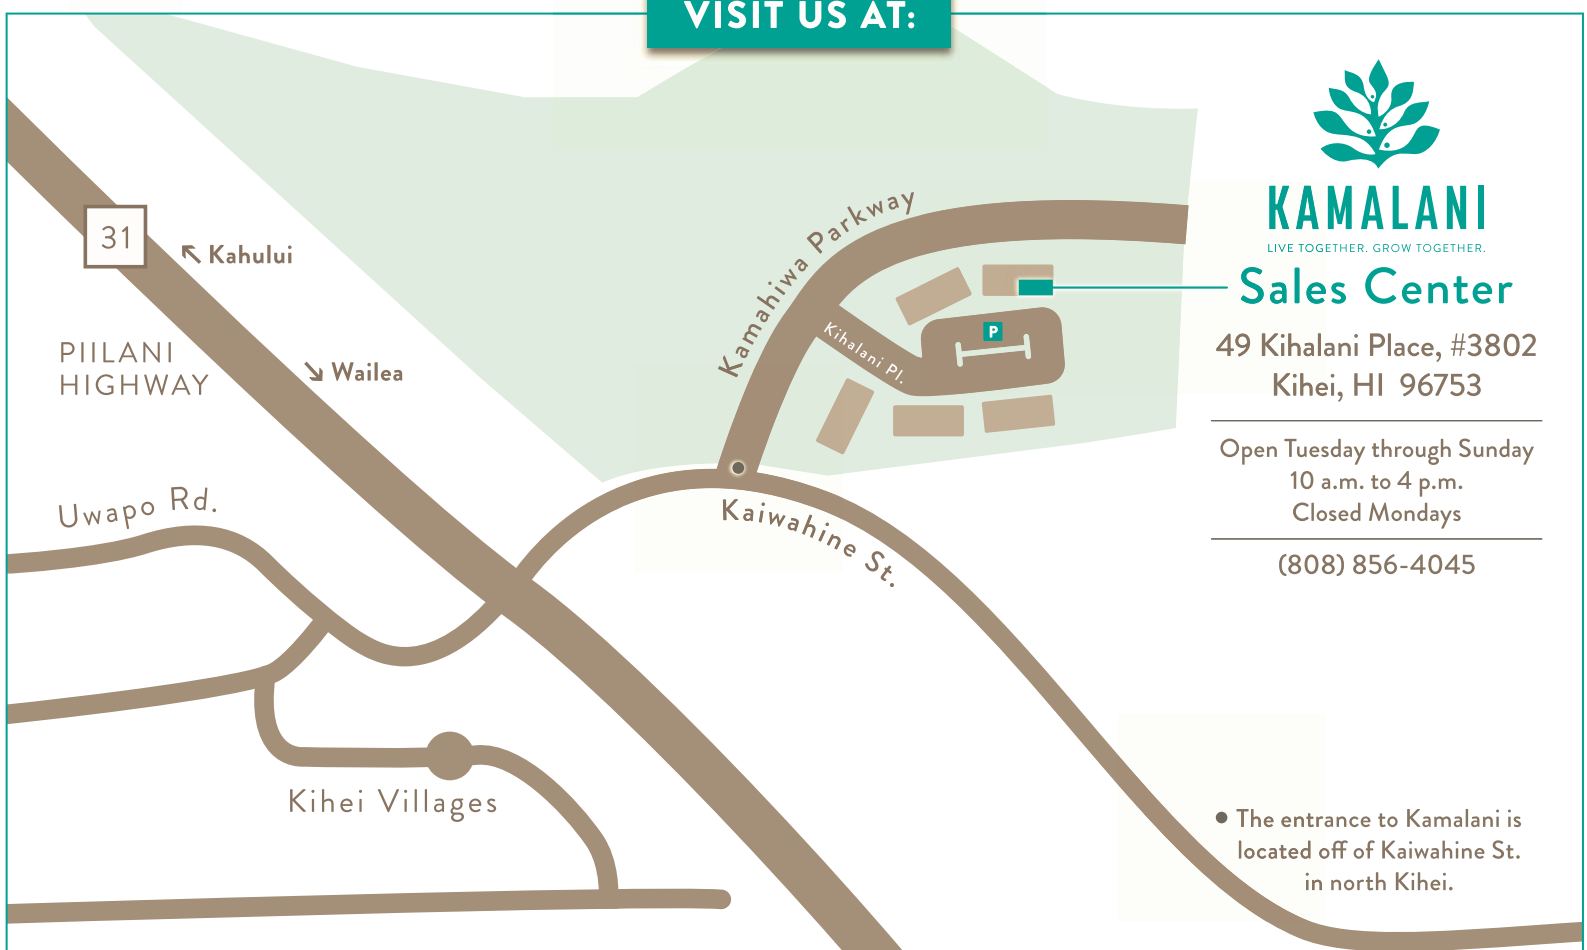 VISIT US AT:
KAMALANI
LIVE TOGETHER. GROW TOGETHER.
Sales Center
49 Kihalani Place, #3802
Kihei, HI 96753
Open Tuesday through Sunday
10 a.m. to 4 p.m.
Closed Mondays
(808) 856-4045
31
Kahului
PIILANI
HIGHWAY
Wailea
Kamahiwa Parkway
Kihalani Pl.
P
Uwapo Rd.
Kaiwahine St.
Kihei Villages
The entrance to Kamalani is
located off of Kaiwahine St.
in north Kihei.